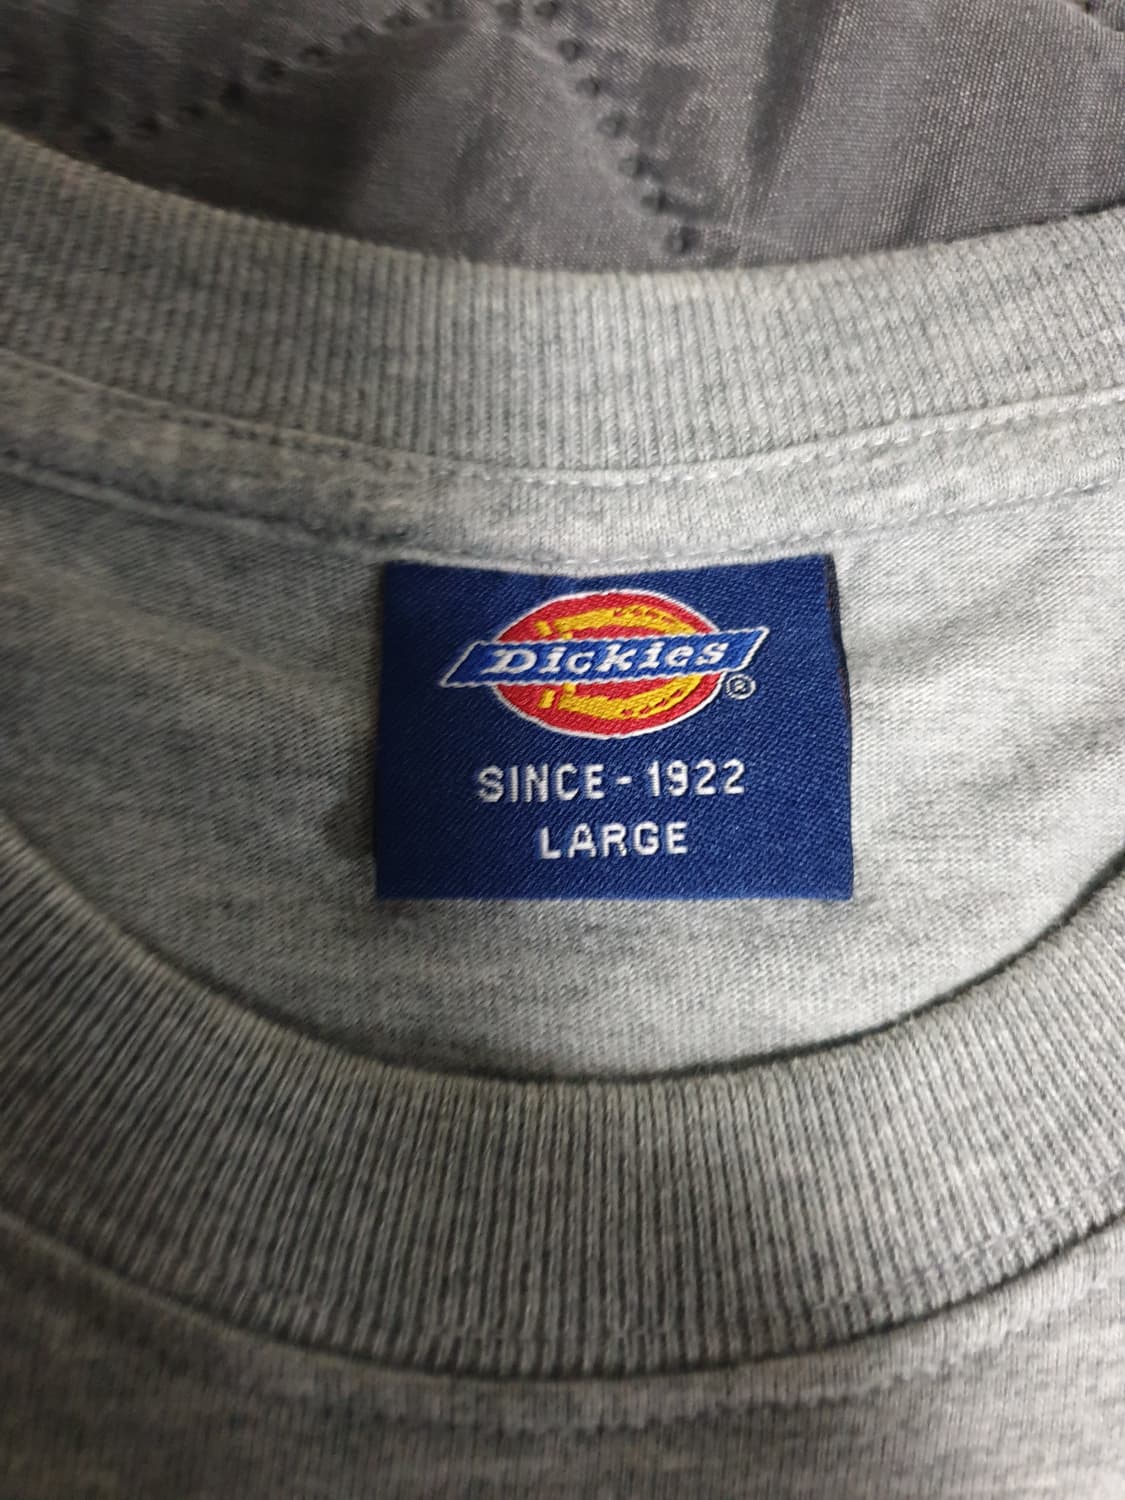 Dickies®
SINCE - 1922
LARGE